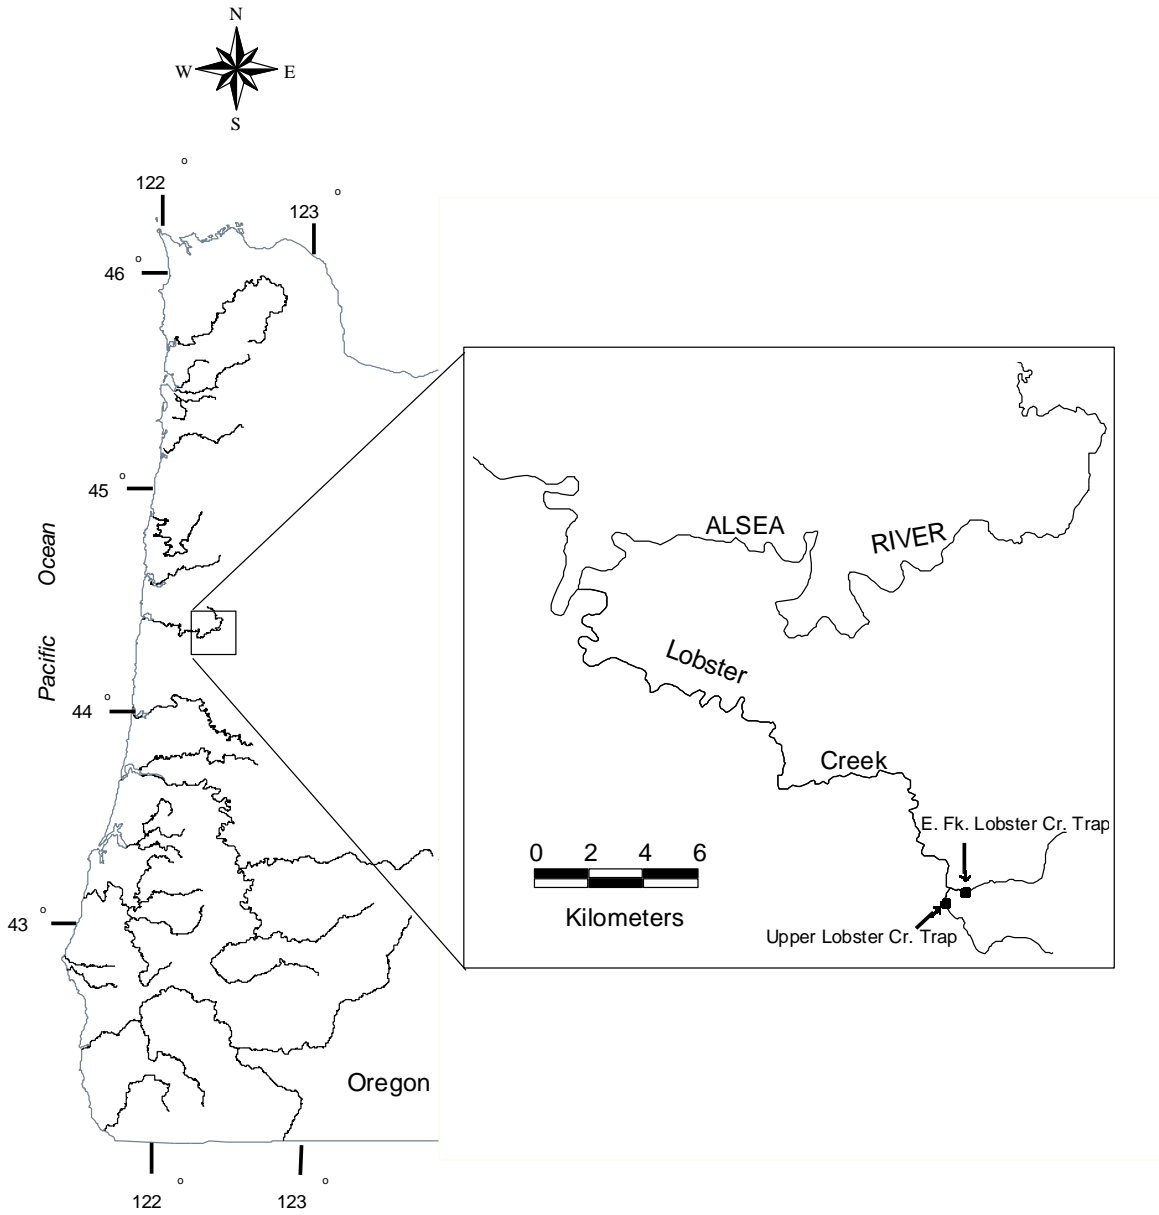 N
W E
S
o
122
o
123
o
46
o
45
Pacific Ocean
o
44
o
43
Oregon
o
122
o
123
ALSEA
RIVER
Lobster
Creek
E. Fk. Lobster Cr. Trap
0 2 4 6
Kilometers
Upper Lobster Cr. Trap